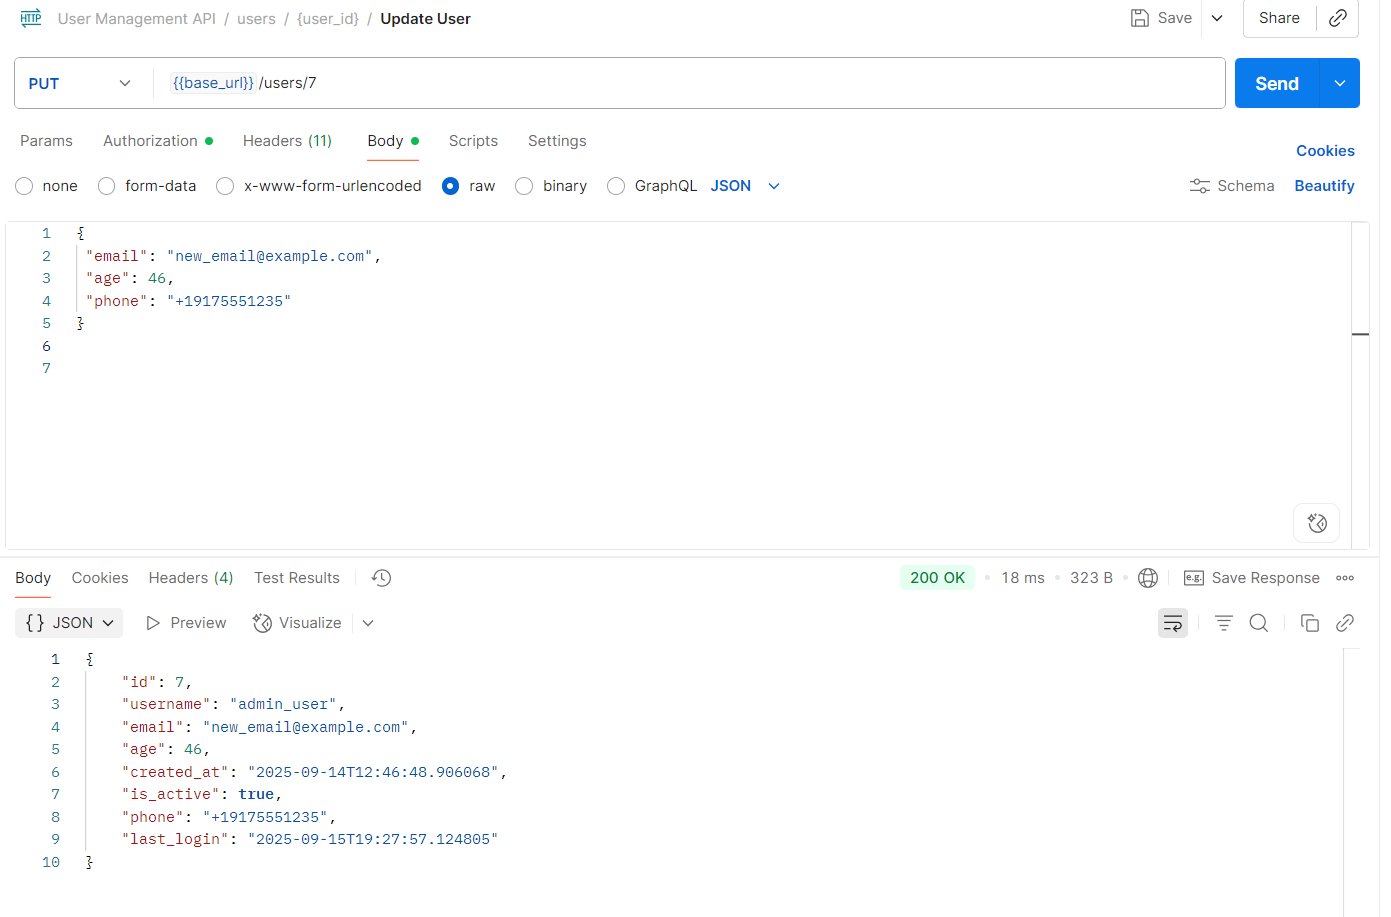 HTTP User Management API / users / {user_id} / Update User Save Share
PUT {{base_url}}/users/7 Send
Params Authorization Headers (11) Body Scripts Settings Cookies
none form-data x-www-form-urlencoded raw binary GraphQL JSON Schema Beautify
1 {
2 "email": "new_email@example.com",
3 "age": 46,
4 "phone": "+19175551235"
5 }
6
7
Body Cookies Headers (4) Test Results 200 OK • 18 ms • 323 B • e.g. Save Response
{} JSON Preview Visualize
1 {
2 "id": 7,
3 "username": "admin_user",
4 "email": "new_email@example.com",
5 "age": 46,
6 "created_at": "2025-09-14T12:46:48.906068",
7 "is_active": true,
8 "phone": "+19175551235",
9 "last_login": "2025-09-15T19:27:57.124805"
10 }